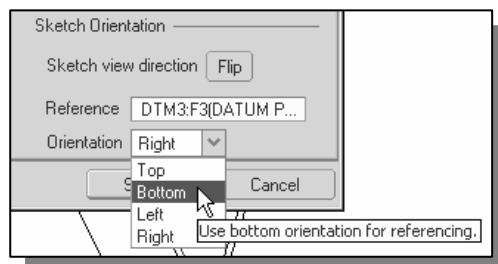 Sketch Orientation
Sketch view direction Flip
Reference DTM3:F3(DATUM P...
Orientation Right
Top
Bottom
Cancel
Left
Right
Use bottom orientation for referencing.